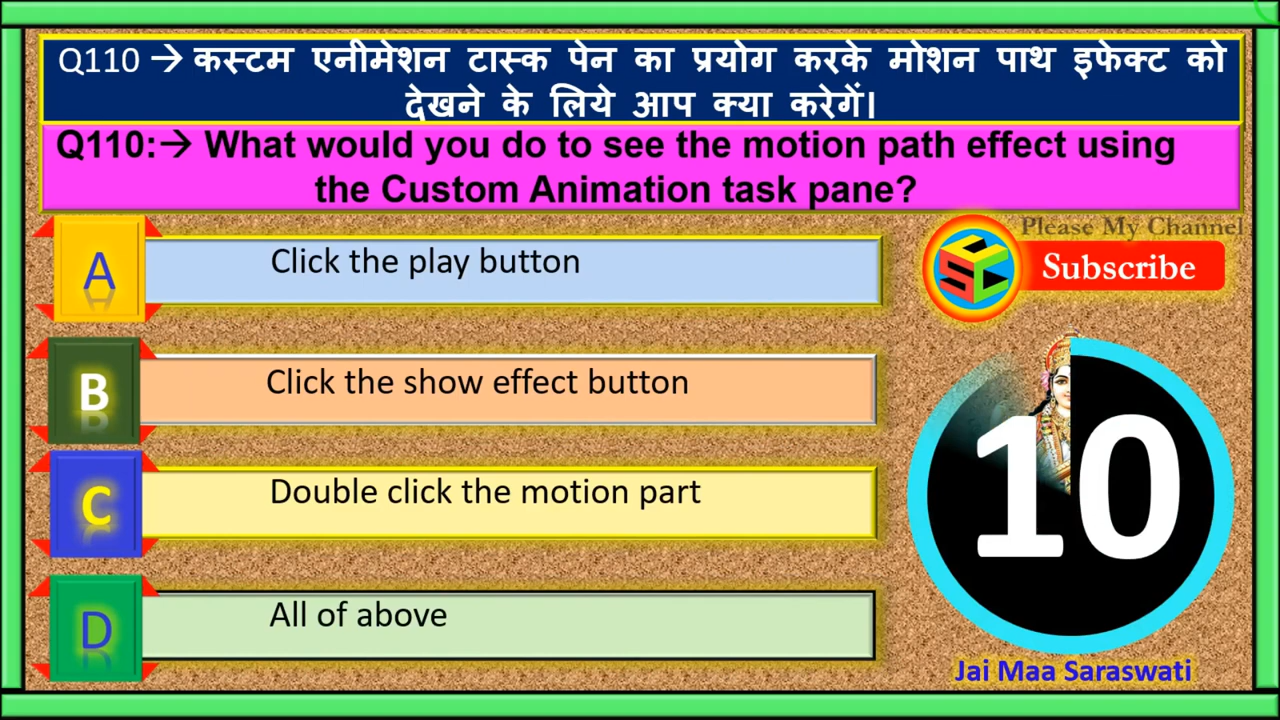 Q110 → कस्टम एनीमेशन टास्क पेन का प्रयोग करके मोशन पाथ इफेक्ट को
देखने के लिये आप क्या करेगें।
Q110:→ What would you do to see the motion path effect using
the Custom Animation task pane?
A Click the play button
Please My Channel
SCC
Subscribe
B Click the show effect button
C Double click the motion part
10
D All of above
Jai Maa Saraswati